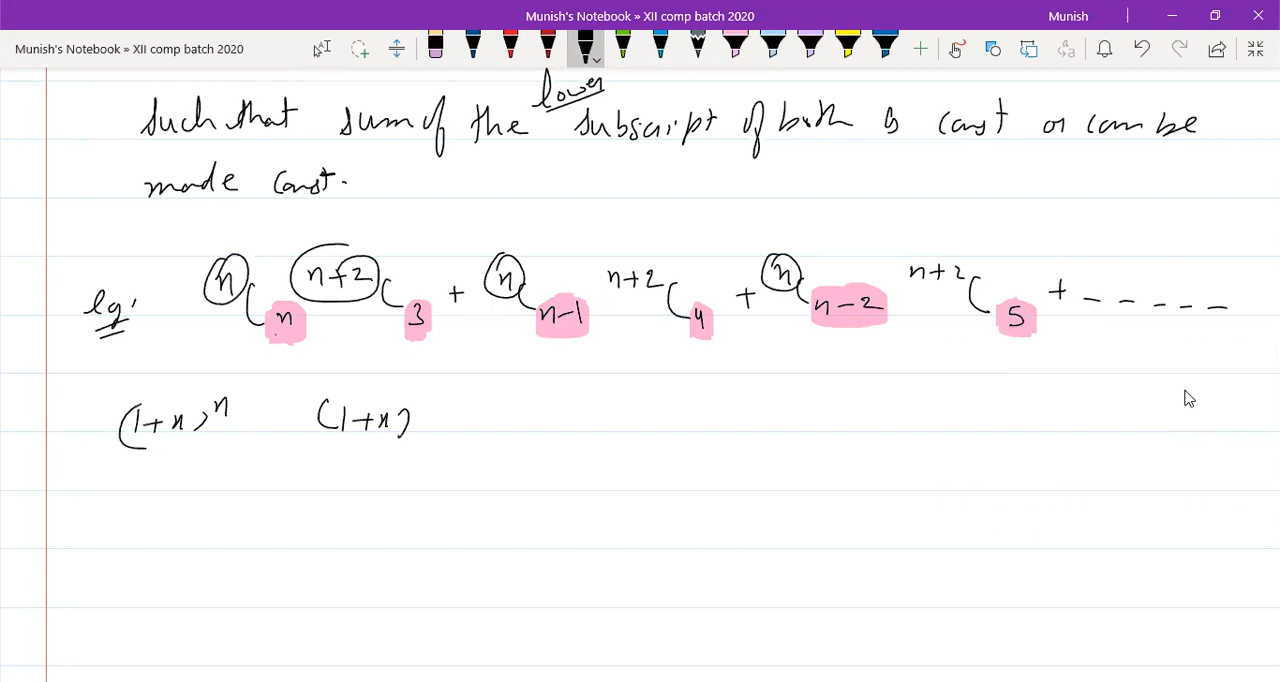 Munish's Notebook » XII comp batch 2020
Munish
Munish's Notebook » XII comp batch 2020
lower
Such that sum of the subscript of both is const or can be
made const.
eg: nCn n+2C3 + nCn-1 n+2C4 + nCn-2 n+2C5 + - - - - -
(1+x)^n (1+x)